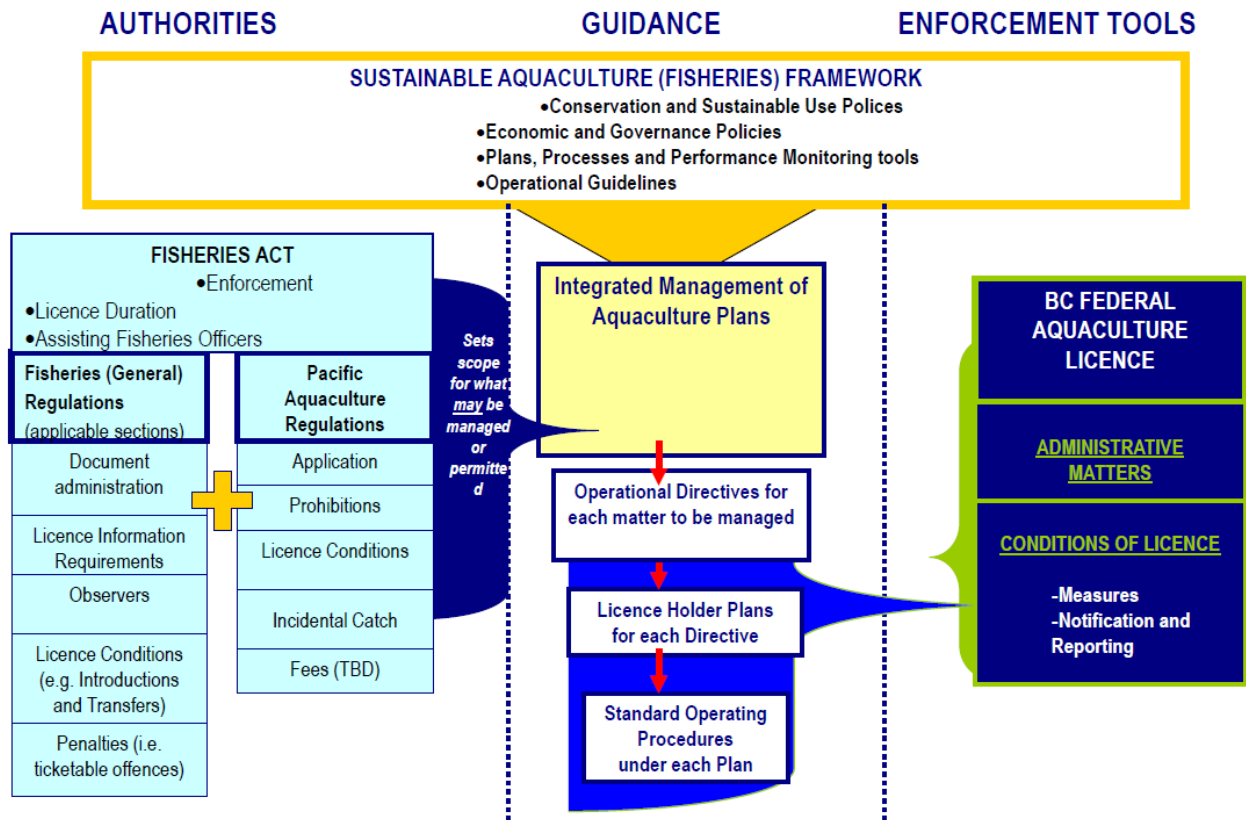 AUTHORITIES
GUIDANCE
ENFORCEMENT TOOLS
SUSTAINABLE AQUACULTURE (FISHERIES) FRAMEWORK
•Conservation and Sustainable Use Polices
•Economic and Governance Policies
•Plans, Processes and Performance Monitoring tools
•Operational Guidelines
FISHERIES ACT
•Enforcement
•Licence Duration
•Assisting Fisheries Officers
Fisheries (General)
Regulations
(applicable sections)
Document
administration
Licence Information
Requirements
Observers
Licence Conditions
(e.g. Introductions
and Transfers)
Penalties (i.e.
ticketable offences)
Pacific
Aquaculture
Regulations
Application
Prohibitions
Licence Conditions
Incidental Catch
Fees (TBD)
Sets
scope
for what
may be
managed
or
permitte
d
Integrated Management of
Aquaculture Plans
Operational Directives for
each matter to be managed
Licence Holder Plans
for each Directive
Standard Operating
Procedures
under each Plan
BC FEDERAL
AQUACULTURE
LICENCE
ADMINISTRATIVE
MATTERS
CONDITIONS OF LICENCE
-Measures
-Notification and
Reporting